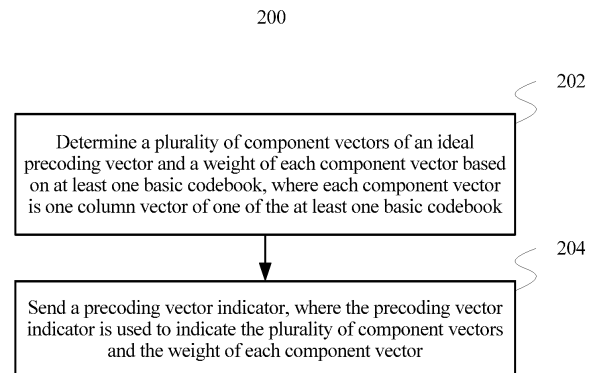 200
202
Determine a plurality of component vectors of an ideal
precoding vector and a weight of each component vector based
on at least one basic codebook, where each component vector
is one column vector of one of the at least one basic codebook
204
Send a precoding vector indicator, where the precoding vector
indicator is used to indicate the plurality of component vectors
and the weight of each component vector